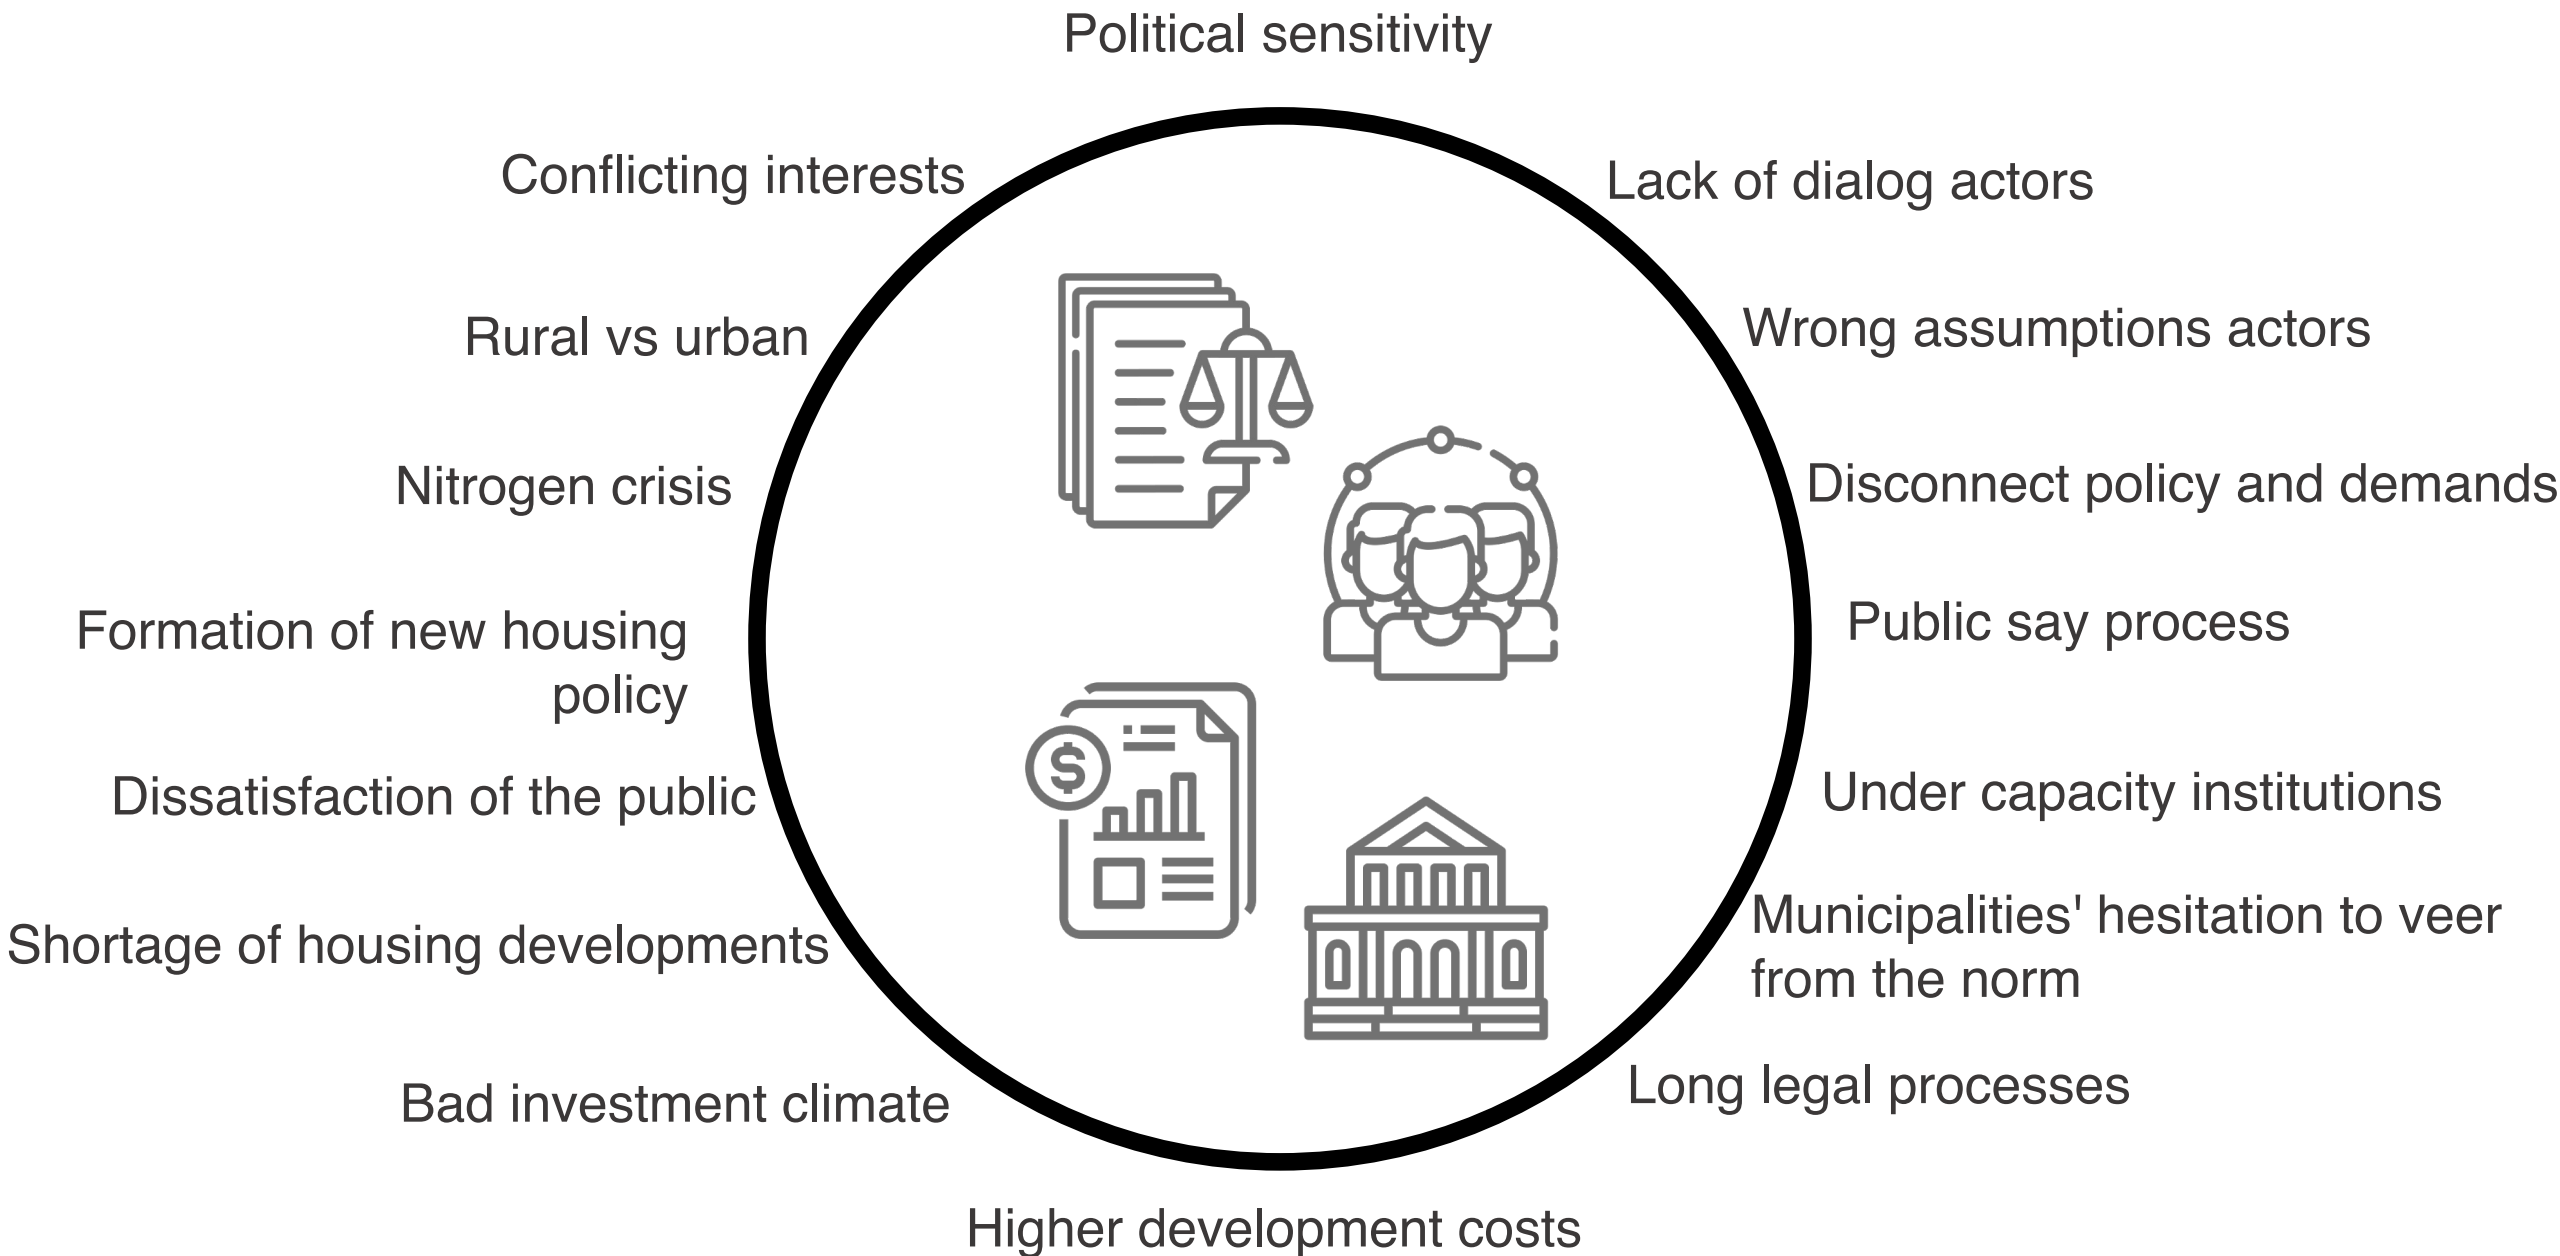 Political sensitivity
Conflicting interests
Lack of dialog actors
Rural vs urban
Wrong assumptions actors
Nitrogen crisis
Disconnect policy and demands
Formation of new housing
policy
Public say process
Dissatisfaction of the public
Under capacity institutions
Shortage of housing developments
Municipalities' hesitation to veer
from the norm
Bad investment climate
Long legal processes
Higher development costs
$